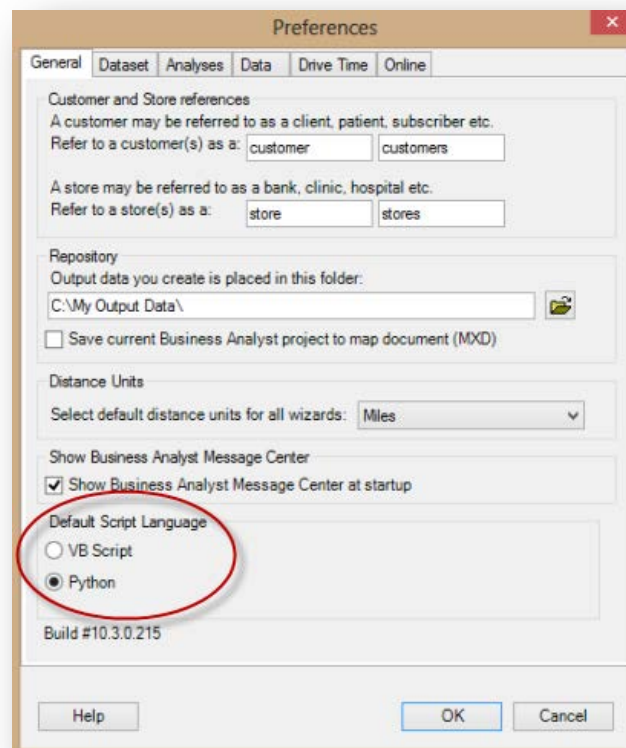 Preferences
General
Dataset
Analyses
Data
Drive Time
Online
Customer and Store references
A customer may be referred to as a client, patient, subscriber etc.
Refer to a customer(s) as a: customer customers
A store may be referred to as a bank, clinic, hospital etc.
Refer to a store(s) as a: store stores
Repository
Output data you create is placed in this folder:
C:\My Output Data\
Save current Business Analyst project to map document (MXD)
Distance Units
Select default distance units for all wizards: Miles
Show Business Analyst Message Center
Show Business Analyst Message Center at startup
Default Script Language
VB Script
Python
Build #10.3.0.215
Help
OK
Cancel